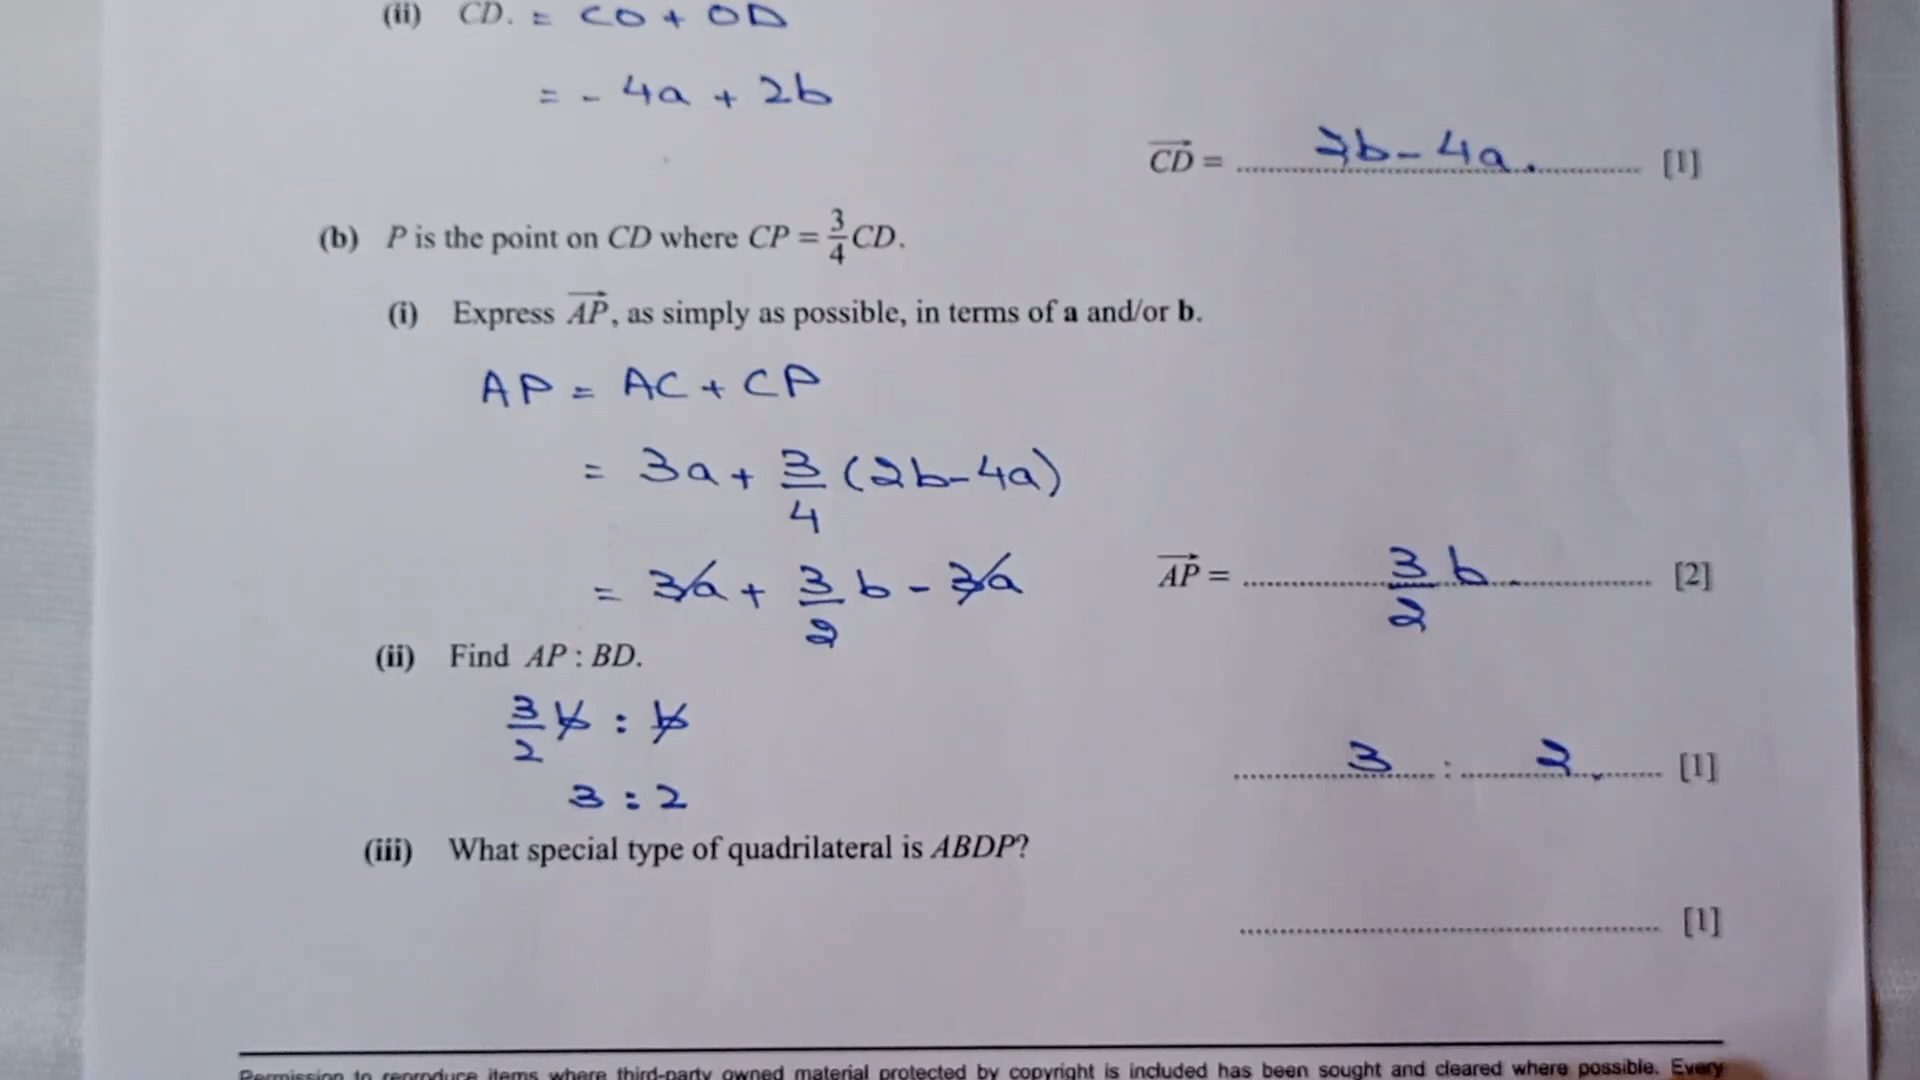 (ii) CD. = CO + OD
= - 4a + 2b
CD = 2b - 4a. [1]
(b) P is the point on CD where CP = 3/4 CD.
(i) Express AP, as simply as possible, in terms of a and/or b.
AP = AC + CP
= 3a + 3/4 (2b - 4a)
= 3a + 3/2 b - 3a
AP = 3/2 b [2]
(ii) Find AP : BD.
3/2 b : b
3 : 2
3 : 2 [1]
(iii) What special type of quadrilateral is ABDP?
[1]
Permission to reproduce items where third-party owned material protected by copyright is included has been sought and cleared where possible. Every